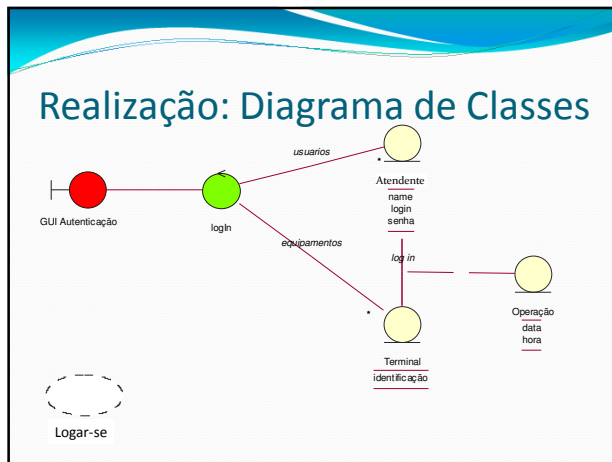 Realização: Diagrama de Classes
usuarios
*
Atendente
name
login
senha
GUI Autenticação
logIn
equipamentos
log in
*
Operação
data
hora
Terminal
identificação
Logar-se